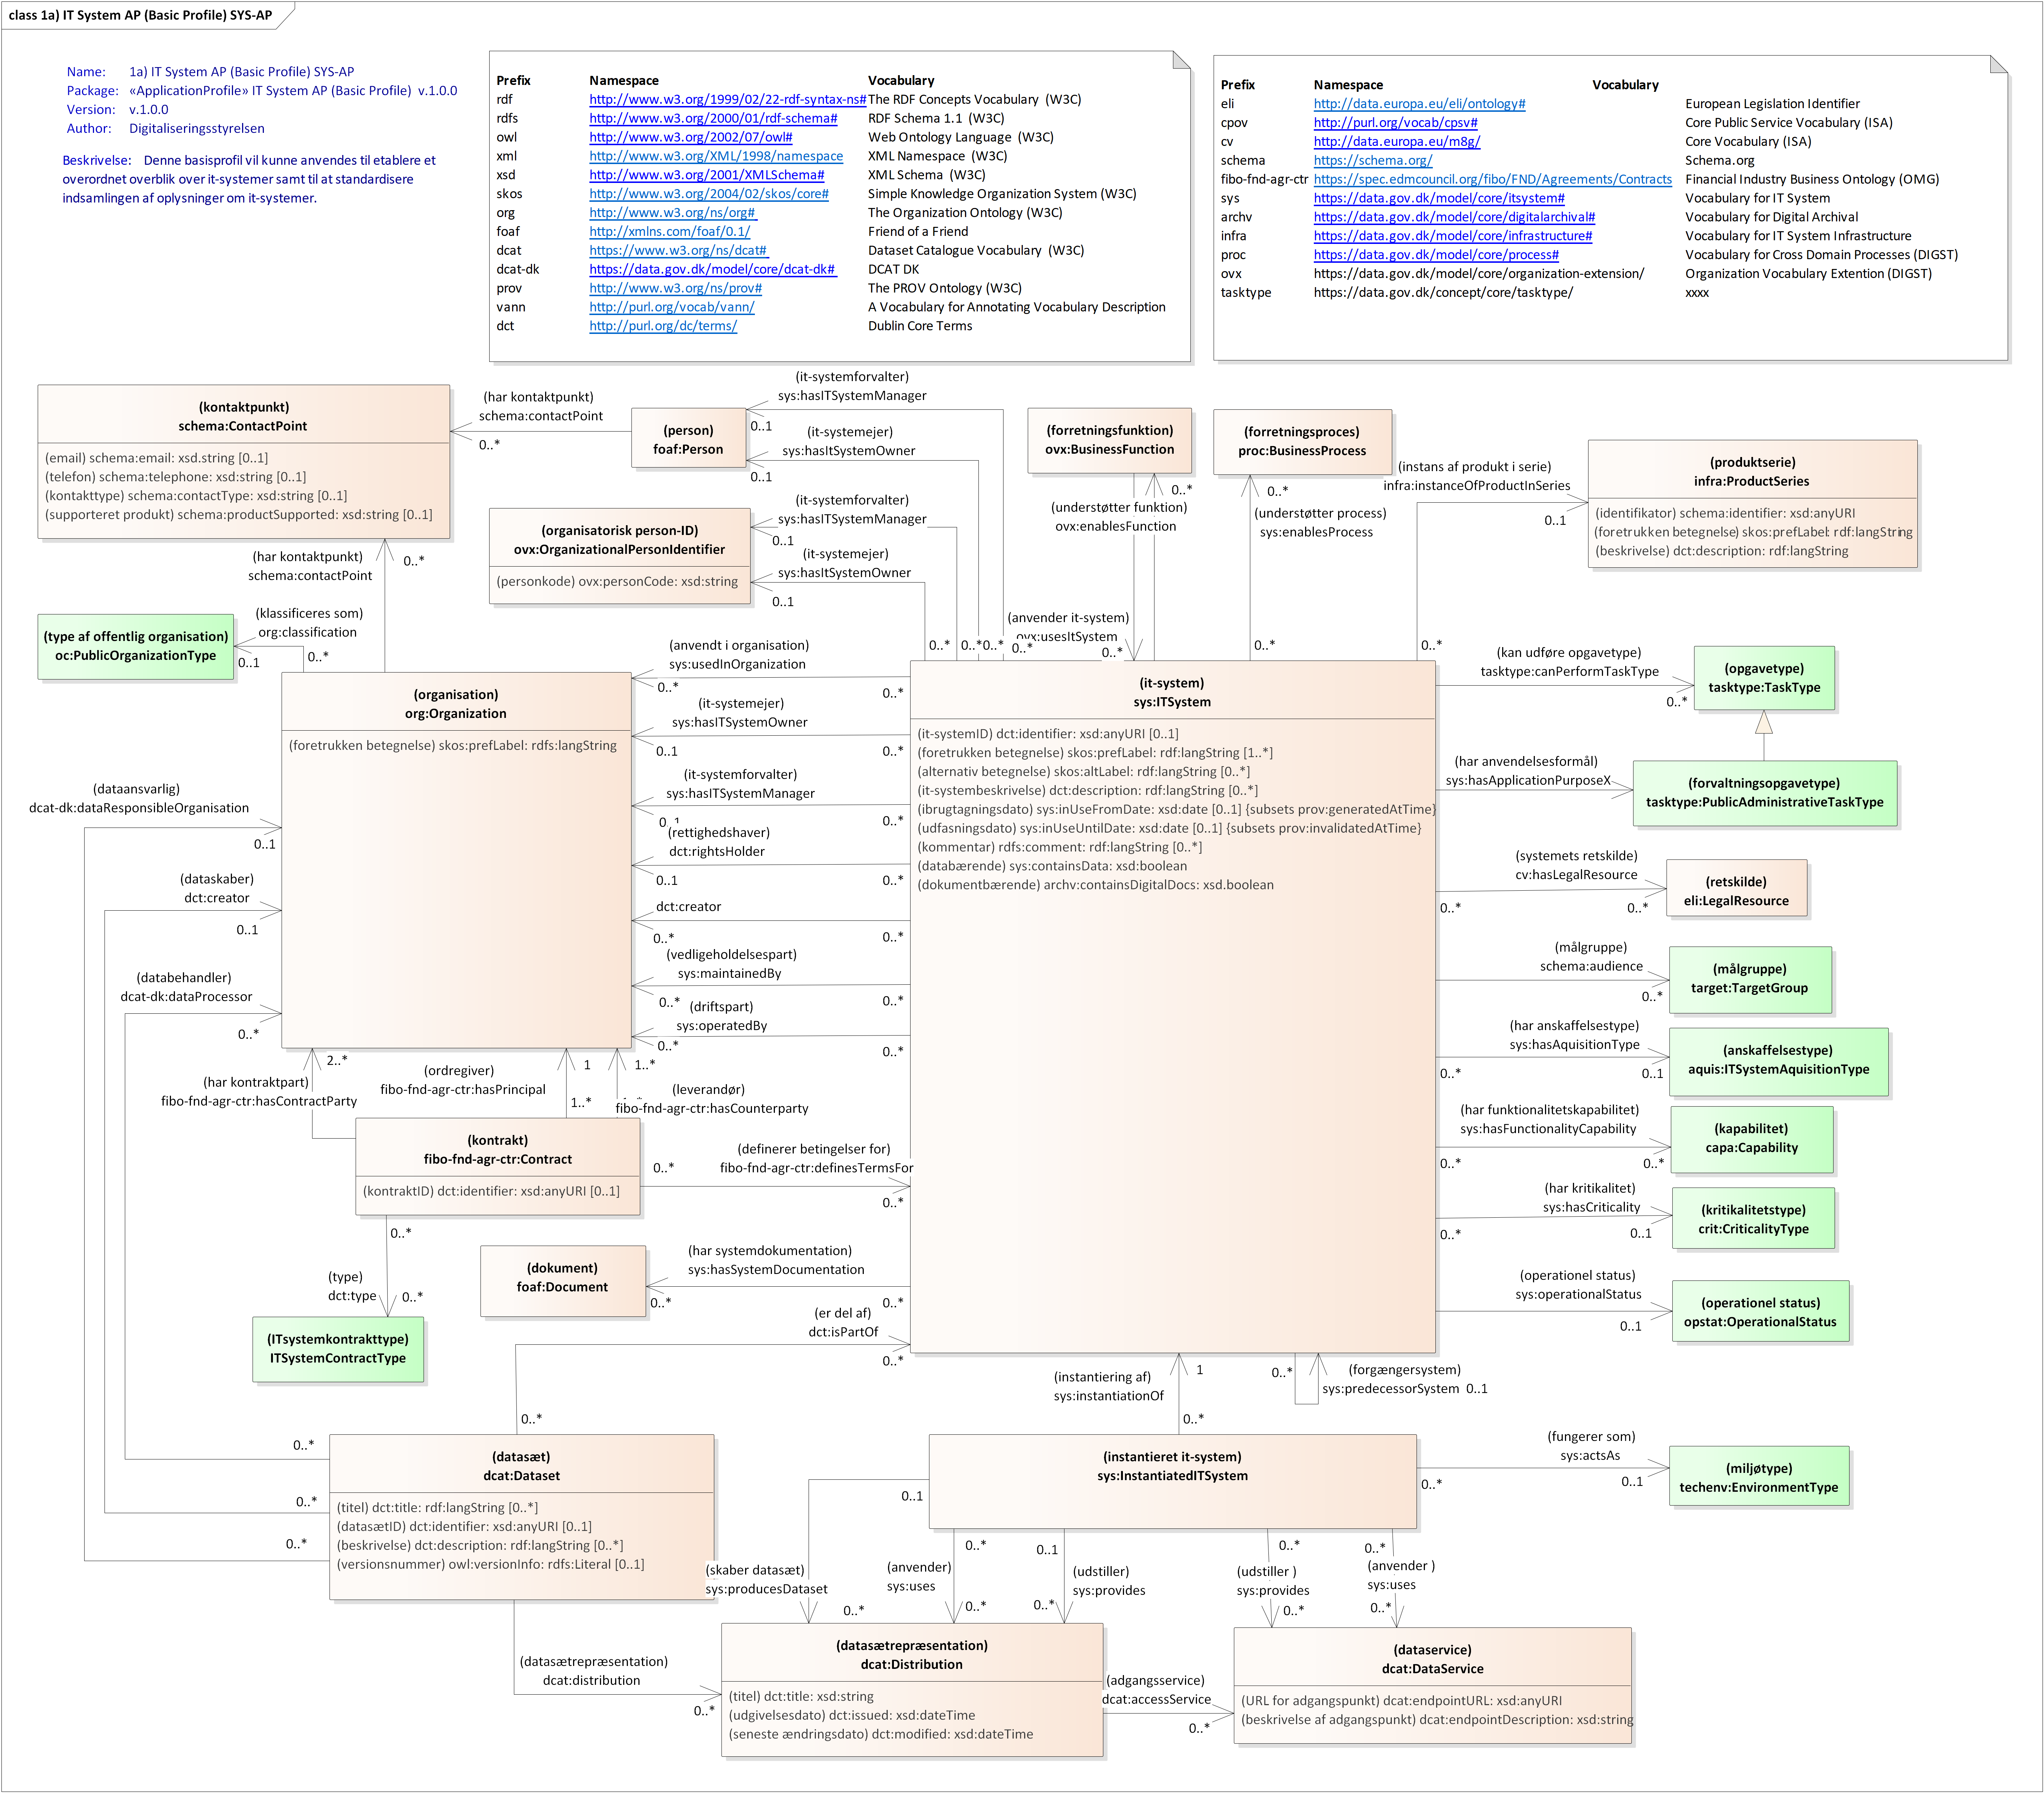 class 1a) IT System AP (Basic Profile) SYS-AP
Name: 1a) IT System AP (Basic Profile) SYS-AP
Package: «ApplicationProfile» IT System AP (Basic Profile) v.1.0.0
Version: v.1.0.0
Author: Digitaliseringsstyrelsen
Beskrivelse: Denne basisprofil vil kunne anvendes til etablere et
overordnet overblik over it-systemer samt til at standardisere
indsamlingen af oplysninger om it-systemer.
Prefix Namespace Vocabulary
rdf http://www.w3.org/1999/02/22-rdf-syntax-ns# The RDF Concepts Vocabulary (W3C)
rdfs http://www.w3.org/2000/01/rdf-schema# RDF Schema 1.1 (W3C)
owl http://www.w3.org/2002/07/owl# Web Ontology Language (W3C)
xml http://www.w3.org/XML/1998/namespace XML Namespace (W3C)
xsd http://www.w3.org/2001/XMLSchema# XML Schema (W3C)
skos http://www.w3.org/2004/02/skos/core# Simple Knowledge Organization System (W3C)
org http://www.w3.org/ns/org# The Organization Ontology (W3C)
foaf http://xmlns.com/foaf/0.1/ Friend of a Friend
dcat https://www.w3.org/ns/dcat# Dataset Catalogue Vocabulary (W3C)
dcat-dk https://data.gov.dk/model/core/dcat-dk# DCAT DK
prov http://www.w3.org/ns/prov# The PROV Ontology (W3C)
vann http://purl.org/vocab/vann/ A Vocabulary for Annotating Vocabulary Description
dct http://purl.org/dc/terms/ Dublin Core Terms
Prefix Namespace Vocabulary
eli http://data.europa.eu/eli/ontology# European Legislation Identifier
cpov http://purl.org/vocab/cpsv# Core Public Service Vocabulary (ISA)
cv http://data.europa.eu/m8g/ Core Vocabulary (ISA)
schema https://schema.org/ Schema.org
fibo-fnd-agr-ctr https://spec.edmcouncil.org/fibo/FND/Agreements/Contracts Financial Industry Business Ontology (OMG)
sys https://data.gov.dk/model/core/itsystem# Vocabulary for IT System
archv https://data.gov.dk/model/core/digitalarchival# Vocabulary for Digital Archival
infra https://data.gov.dk/model/core/infrastructure# Vocabulary for IT System Infrastructure
proc https://data.gov.dk/model/core/process# Vocabulary for Cross Domain Processes (DIGST)
ovx https://data.gov.dk/model/core/organization-extension/ Organization Vocabulary Extention (DIGST)
tasktype https://data.gov.dk/concept/core/tasktype/ xxxx
(kontaktpunkt)
schema:ContactPoint
(email) schema:email: xsd.string [0..1]
(telefon) schema:telephone: xsd:string [0..1]
(kontakttype) schema:contactType: xsd:string [0..1]
(supporteret produkt) schema:productSupported: xsd:string [0..1]
(har kontaktpunkt)
schema:contactPoint
0..*
(person)
foaf:Person
(it-systemforvalter)
sys:hasITSystemManager
0..1
(it-systemejer)
sys:hasItSystemOwner
0..1
(organisatorisk person-ID)
ovx:OrganizationalPersonIdentifier
(personkode) ovx:personCode: xsd:string
(it-systemforvalter)
sys:hasITSystemManager
0..1
(it-systemejer)
sys:hasItSystemOwner
0..1
(forretningsfunktion)
ovx:BusinessFunction
0..*
(understøtter funktion)
ovx:enablesFunction
(forretningsproces)
proc:BusinessProcess
0..*
(understøtter process)
sys:enablesProcess
(instans af produkt i serie)
infra:instanceOfProductInSeries
0..1
(produktserie)
infra:ProductSeries
(identifikator) schema:identifier: xsd:anyURI
(foretrukken betegnelse) skos:prefLabel: rdf:langString
(beskrivelse) dct:description: rdf:langString
(har kontaktpunkt)
schema:contactPoint
0..*
(type af offentlig organisation)
oc:PublicOrganizationType
(klassificeres som)
org:classification
0..1
0..*
(anvender it-system)
ovx:usesItSystem
0..*
0..*
0..*
0..*
0..*
0..*
0..*
(organisation)
org:Organization
(foretrukken betegnelse) skos:prefLabel: rdfs:langString
(anvendt i organisation)
sys:usedInOrganization
0..*
0..*
(it-systemejer)
sys:hasITSystemOwner
0..1
0..*
(it-systemforvalter)
sys:hasITSystemManager
0..1
0..*
(rettighedshaver)
dct:rightsHolder
0..1
0..*
dct:creator
0..*
0..*
(vedligeholdelsespart)
sys:maintainedBy
0..*
0..*
(driftspart)
sys:operatedBy
0..*
0..*
(it-system)
sys:ITSystem
(it-systemID) dct:identifier: xsd:anyURI [0..1]
(foretrukken betegnelse) skos:prefLabel: rdf:langString [1..*]
(alternativ betegnelse) skos:altLabel: rdf:langString [0..*]
(it-systembeskrivelse) dct:description: rdf:langString [0..*]
(ibrugtagningsdato) sys:inUseFromDate: xsd:date [0..1] {subsets prov:generatedAtTime}
(udfasningsdato) sys:inUseUntilDate: xsd:date [0..1] {subsets prov:invalidatedAtTime}
(kommentar) rdfs:comment: rdf:langString [0..*]
(databærende) sys:containsData: xsd:boolean
(dokumentbærende) archv:containsDigitalDocs: xsd.boolean
(kan udføre opgavetype)
tasktype:canPerformTaskType
0..*
(opgavetype)
tasktype:TaskType
(har anvendelsesformål)
sys:hasApplicationPurposeX
0..*
(forvaltningsopgavetype)
tasktype:PublicAdministrativeTaskType
(systemets retskilde)
cv:hasLegalResource
0..*
0..*
(retskilde)
eli:LegalResource
(målgruppe)
schema:audience
0..*
(målgruppe)
target:TargetGroup
(har anskaffelsestype)
sys:hasAquisitionType
0..*
0..1
(anskaffelsestype)
aquis:ITSystemAquisitionType
(har funktionalitetskapabilitet)
sys:hasFunctionalityCapability
0..*
0..*
(kapabilitet)
capa:Capability
(har kritikalitet)
sys:hasCriticality
0..*
0..1
(kritikalitetstype)
crit:CriticalityType
(operationel status)
sys:operationalStatus
0..1
(operationel status)
opstat:OperationalStatus
(dataansvarlig)
dcat-dk:dataResponsibleOrganisation
0..1
(dataskaber)
dct:creator
0..1
(databehandler)
dcat-dk:dataProcessor
0..*
2..*
(har kontraktpart)
fibo-fnd-agr-ctr:hasContractParty
(ordregiver)
fibo-fnd-agr-ctr:hasPrincipal
1
1..*
1..*
(leverandør)
fibo-fnd-agr-ctr:hasCounterparty
(kontrakt)
fibo-fnd-agr-ctr:Contract
(kontraktID) dct:identifier: xsd:anyURI [0..1]
0..*
(definerer betingelser for)
fibo-fnd-agr-ctr:definesTermsFor
0..*
0..*
(type)
dct:type
0..*
(ITsystemkontrakttype)
ITSystemContractType
(dokument)
foaf:Document
(har systemdokumentation)
sys:hasSystemDocumentation
0..*
0..*
(er del af)
dct:isPartOf
0..*
0..*
(instantiering af)
sys:instantiationOf
1
0..*
0..*
(forgængersystem)
sys:predecessorSystem 0..1
(datasæt)
dcat:Dataset
(titel) dct:title: rdf:langString [0..*]
(datasætID) dct:identifier: xsd:anyURI [0..1]
(beskrivelse) dct:description: rdf:langString [0..*]
(versionsnummer) owl:versionInfo: rdfs:Literal [0..1]
0..*
0..*
0..*
(instantieret it-system)
sys:InstantiatedITSystem
(fungerer som)
sys:actsAs
0..*
0..1
(miljøtype)
techenv:EnvironmentType
0..1
(skaber datasæt)
sys:producesDataset
0..*
0..*
(anvender)
sys:uses
0..*
0..1
(udstiller)
sys:provides
0..*
0..*
(udstiller )
sys:provides
0..*
0..*
(anvender )
sys:uses
0..*
(datasætrepræsentation)
dcat:distribution
0..*
(datasætrepræsentation)
dcat:Distribution
(titel) dct:title: xsd:string
(udgivelsesdato) dct:issued: xsd:dateTime
(seneste ændringsdato) dct:modified: xsd:dateTime
(adgangsservice)
dcat:accessService
0..*
(dataservice)
dcat:DataService
(URL for adgangspunkt) dcat:endpointURL: xsd:anyURI
(beskrivelse af adgangspunkt) dcat:endpointDescription: xsd:string